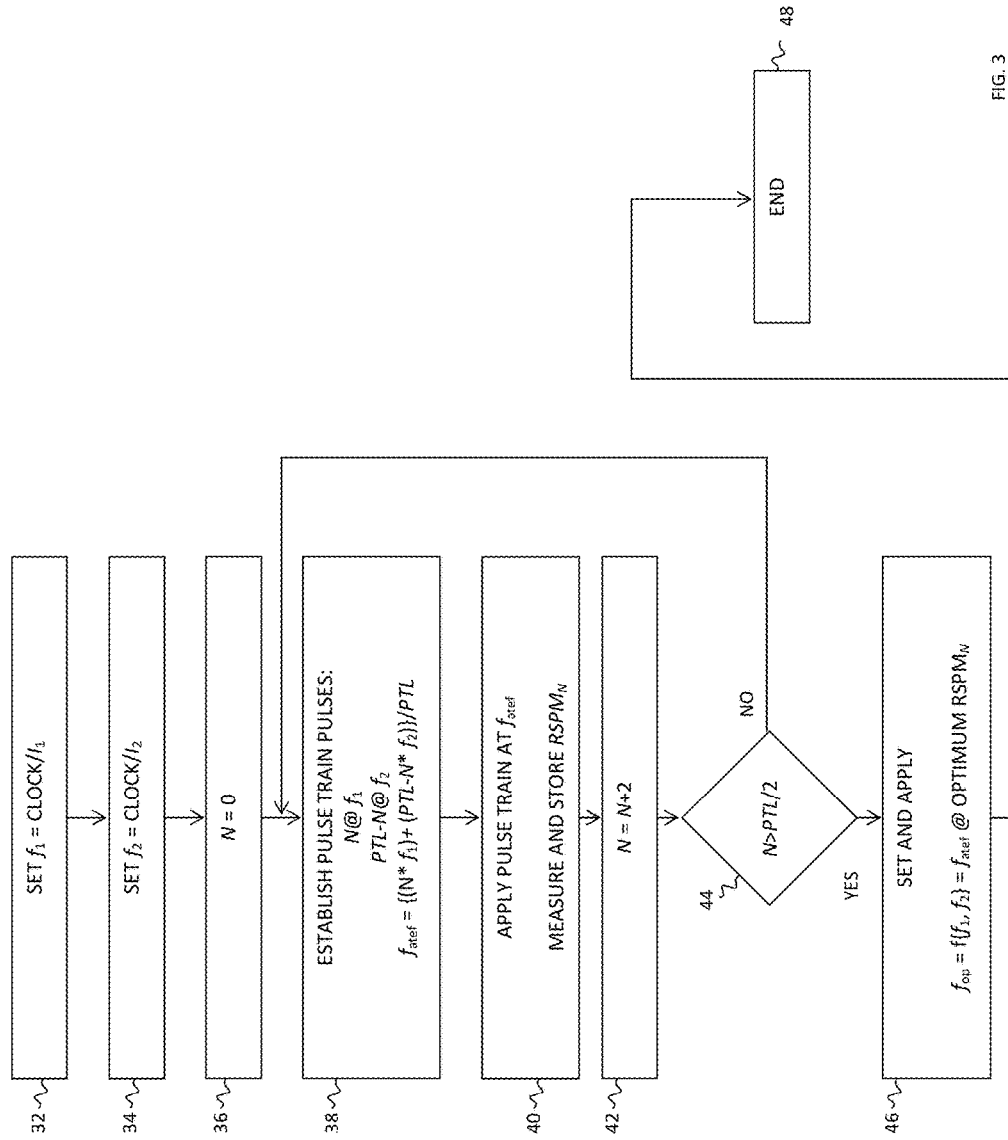 32
SET f1 = CLOCK/I1
34
SET f2 = CLOCK/I2
36
N = 0
38
ESTABLISH PULSE TRAIN PULSES:
N@ f1
PTL-N@ f2
fatef = {(N* f1)+ (PTL-N* f2)}/PTL
40
APPLY PULSE TRAIN AT fatef
MEASURE AND STORE RSPMN
42
N = N+2
44
N>PTL/2
NO
YES
46
SET AND APPLY
fop = f{f1, f2} = fatef @ OPTIMUM RSPMN
END
48
FIG. 3